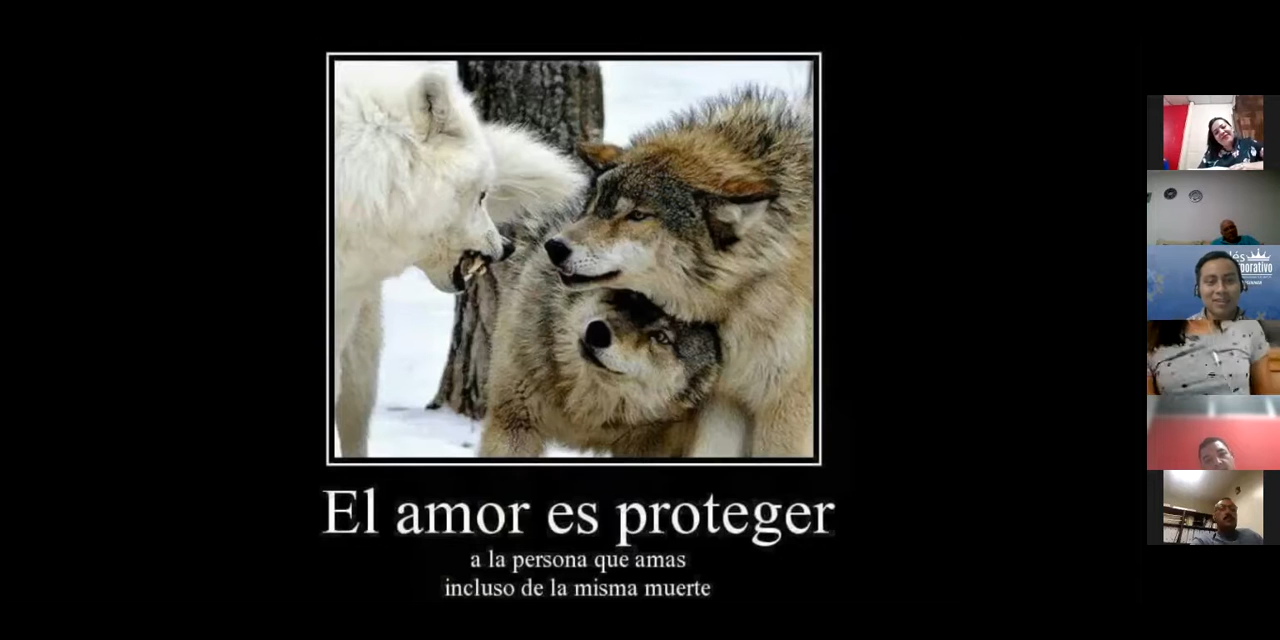 El amor es proteger
a la persona que amas
incluso de la misma muerte